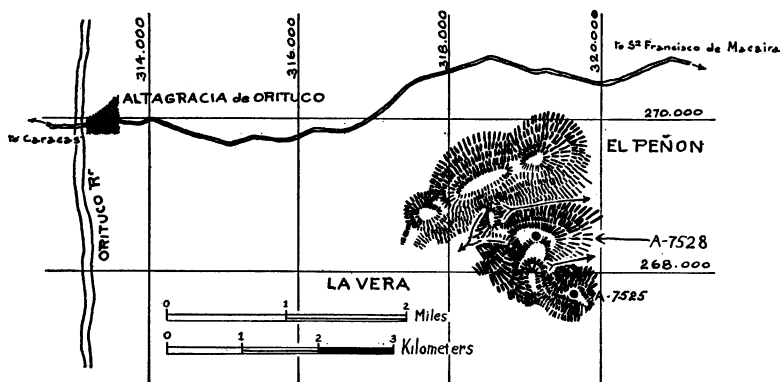 314.000
316.000
318.000
320.000
to Sn Francisco de Macaira
ALTAGRACIA de ORITUCO
270.000
to Caracas
EL PEÑON
ORITUCO Rr
A-7528
268.000
LA VERA
A-7525
0 1 2
Miles
0 1 2 3
Kilometers